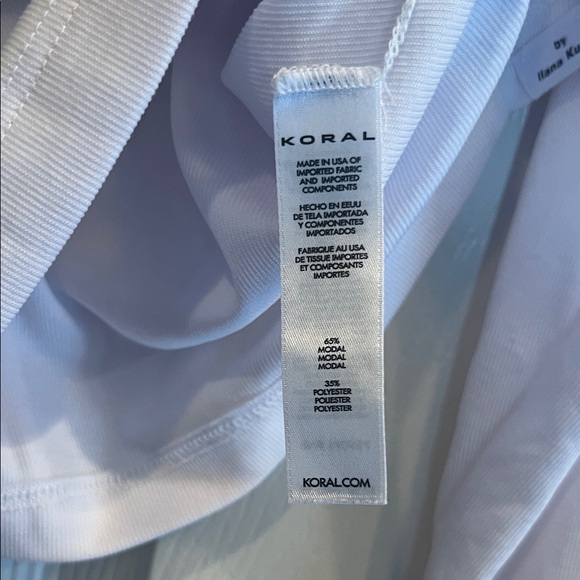 by
Ilana Ku
KORAL
MADE IN USA OF
IMPORTED FABRIC
AND IMPORTED
COMPONENTS
HECHO EN EEUU
DE TELA IMPORTADA
Y COMPONENTES
IMPORTADOS
FABRIQUE AU USA
DE TISSUE IMPORTES
ET COMPOSANTS
IMPORTES
65%
MODAL
MODAL
MODAL
35%
POLYESTER
POLIESTER
POLYESTER
KORAL.COM